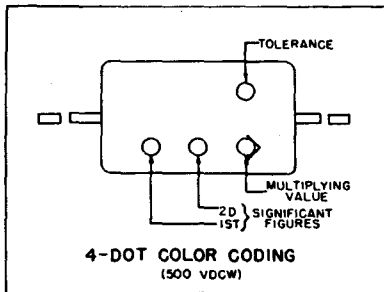 TOLERANCE
MULTIPLYING
VALUE
2D
1ST
SIGNIFICANT
FIGURES
4-DOT COLOR CODING
(500 VDCW)